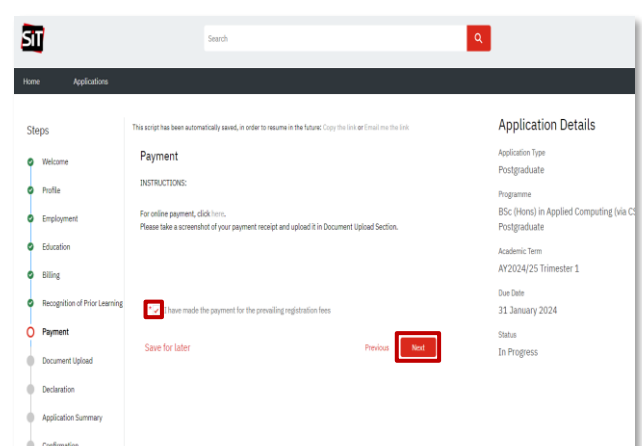 SiT
Search
Home Applications
Steps
Welcome
Profile
Employment
Education
Billing
Recognition of Prior Learning
Payment
Document Upload
Declaration
Application Summary
Confirmation
This script has been automatically saved, in order to resume in the future: Copy the link or Email me the link
Payment
INSTRUCTIONS:
For online payment, click here.
Please take a screenshot of your payment receipt and upload it in Document Upload Section.
* I have made the payment for the prevailing registration fees
Save for later Previous Next
Application Details
Application Type
Postgraduate
Programme
BSc (Hons) in Applied Computing (via CS
Postgraduate
Academic Term
AY2024/25 Trimester 1
Due Date
31 January 2024
Status
In Progress